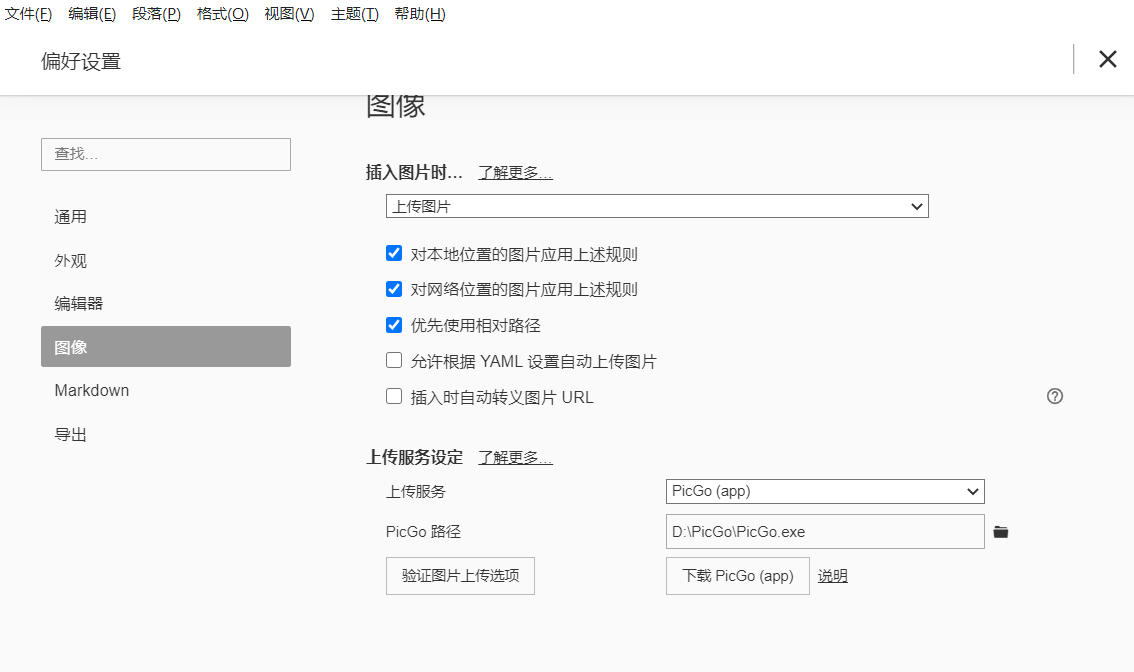 文件(F) 编辑(E) 段落(P) 格式(O) 视图(V) 主题(T) 帮助(H)
偏好设置
图像
查找…
通用
外观
编辑器
图像
Markdown
导出
插入图片时… 了解更多…
上传图片
对本地位置的图片应用上述规则
对网络位置的图片应用上述规则
优先使用相对路径
允许根据 YAML 设置自动上传图片
插入时自动转义图片 URL
上传服务设定 了解更多…
上传服务 PicGo (app)
PicGo 路径 D:\PicGo\PicGo.exe
验证图片上传选项 下载 PicGo (app) 说明